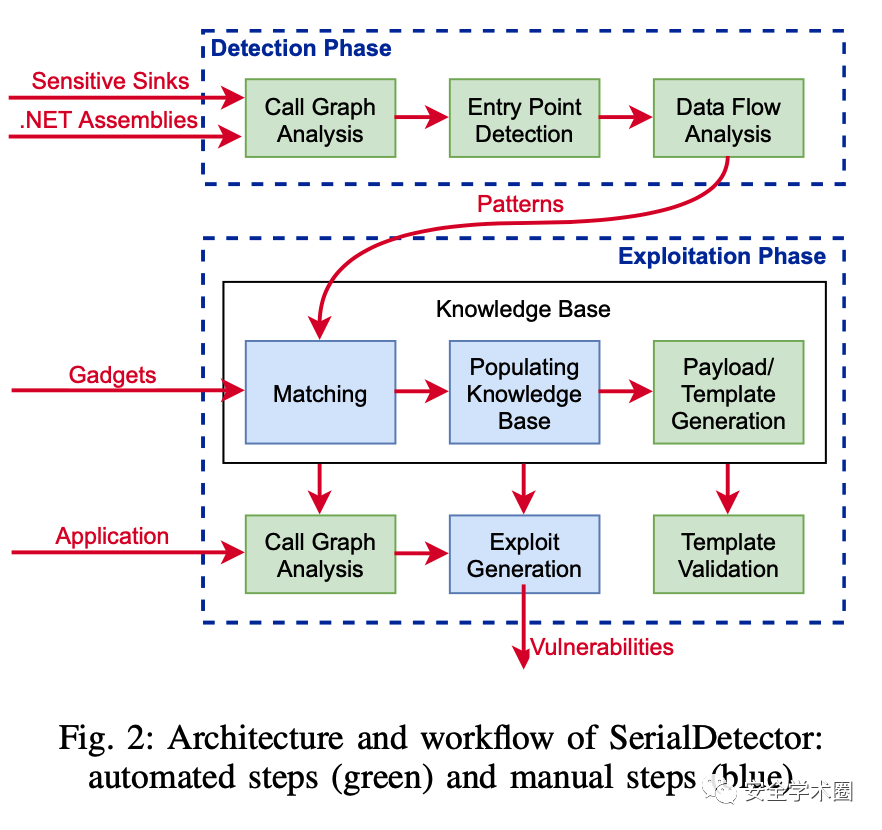 Detection Phase
Sensitive Sinks
.NET Assemblies
Call Graph
Analysis
Entry Point
Detection
Data Flow
Analysis
Patterns
Exploitation Phase
Knowledge Base
Gadgets
Matching
Populating
Knowledge
Base
Payload/
Template
Generation
Application
Call Graph
Analysis
Exploit
Generation
Template
Validation
Vulnerabilities
Fig. 2: Architecture and workflow of SerialDetector:
automated steps (green) and manual steps (blue)
安全学术圈